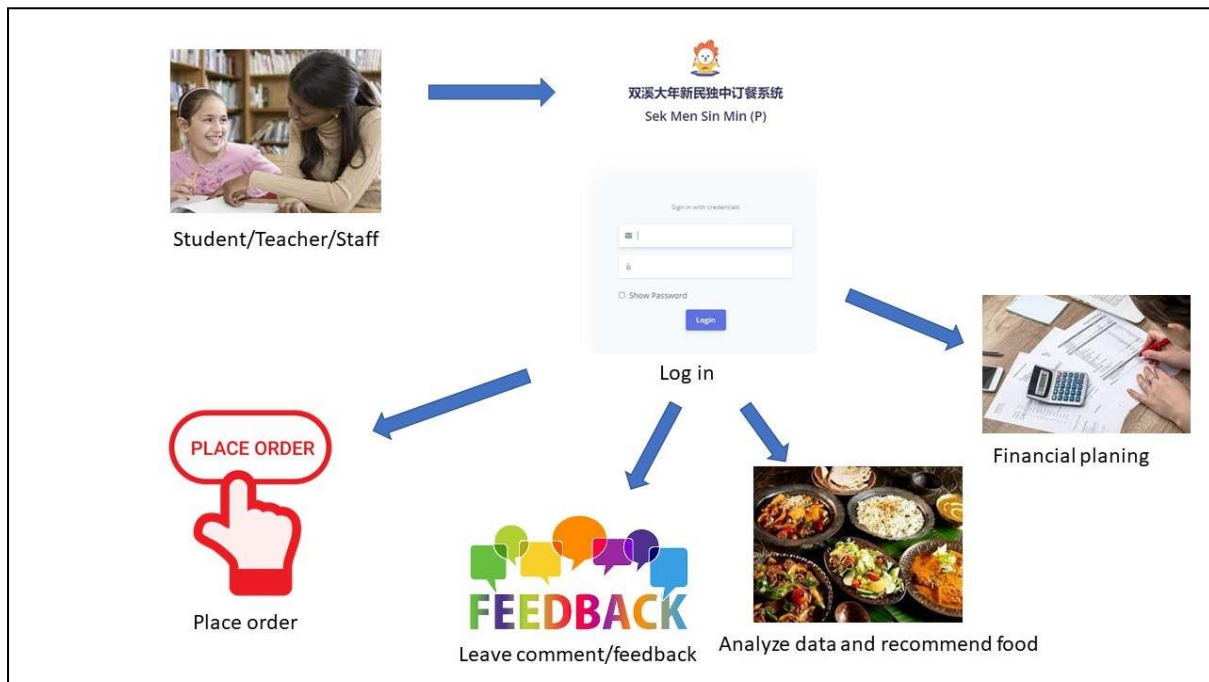 双溪大年新民独中订餐系统
Sek Men Sin Min (P)
Student/Teacher/Staff
Sign in with credentials
Show Password
Login
Log in
Financial planing
PLACE ORDER
Place order
FEEDBACK
Leave comment/feedback
Analyze data and recommend food